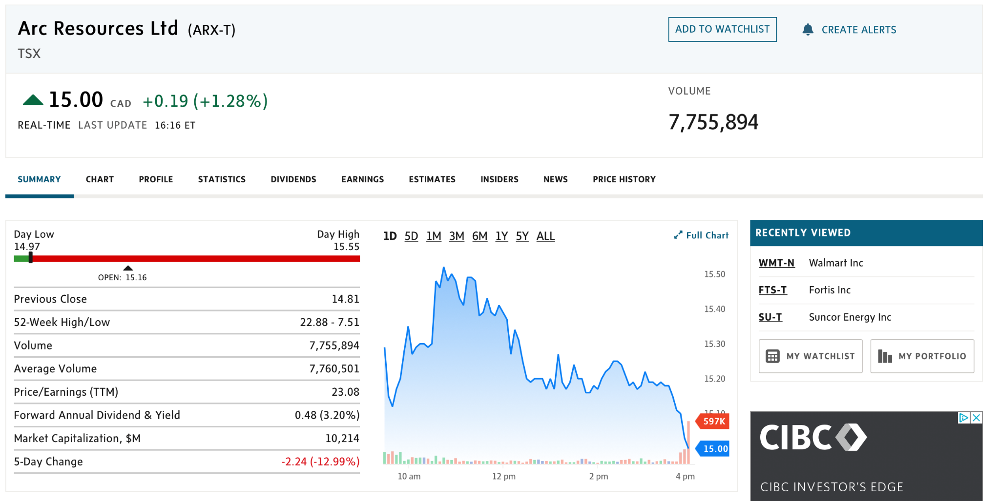 Arc Resources Ltd (ARX-T)
TSX
ADD TO WATCHLIST
CREATE ALERTS
15.00 CAD +0.19 (+1.28%)
REAL-TIME LAST UPDATE 16:16 ET
VOLUME
7,755,894
SUMMARY CHART PROFILE STATISTICS DIVIDENDS EARNINGS ESTIMATES INSIDERS NEWS PRICE HISTORY
Day Low Day High
14.97 15.55
OPEN: 15.16
Previous Close 14.81
52-Week High/Low 22.88 - 7.51
Volume 7,755,894
Average Volume 7,760,501
Price/Earnings (TTM) 23.08
Forward Annual Dividend & Yield 0.48 (3.20%)
Market Capitalization, $M 10,214
5-Day Change -2.24 (-12.99%)
1D 5D 1M 3M 6M 1Y 5Y ALL
Full Chart
15.50
15.40
15.30
15.20
15.10
597K
15.00
10 am 12 pm 2 pm 4 pm
RECENTLY VIEWED
WMT-N Walmart Inc
FTS-T Fortis Inc
SU-T Suncor Energy Inc
MY WATCHLIST
MY PORTFOLIO
CIBC
CIBC INVESTOR'S EDGE